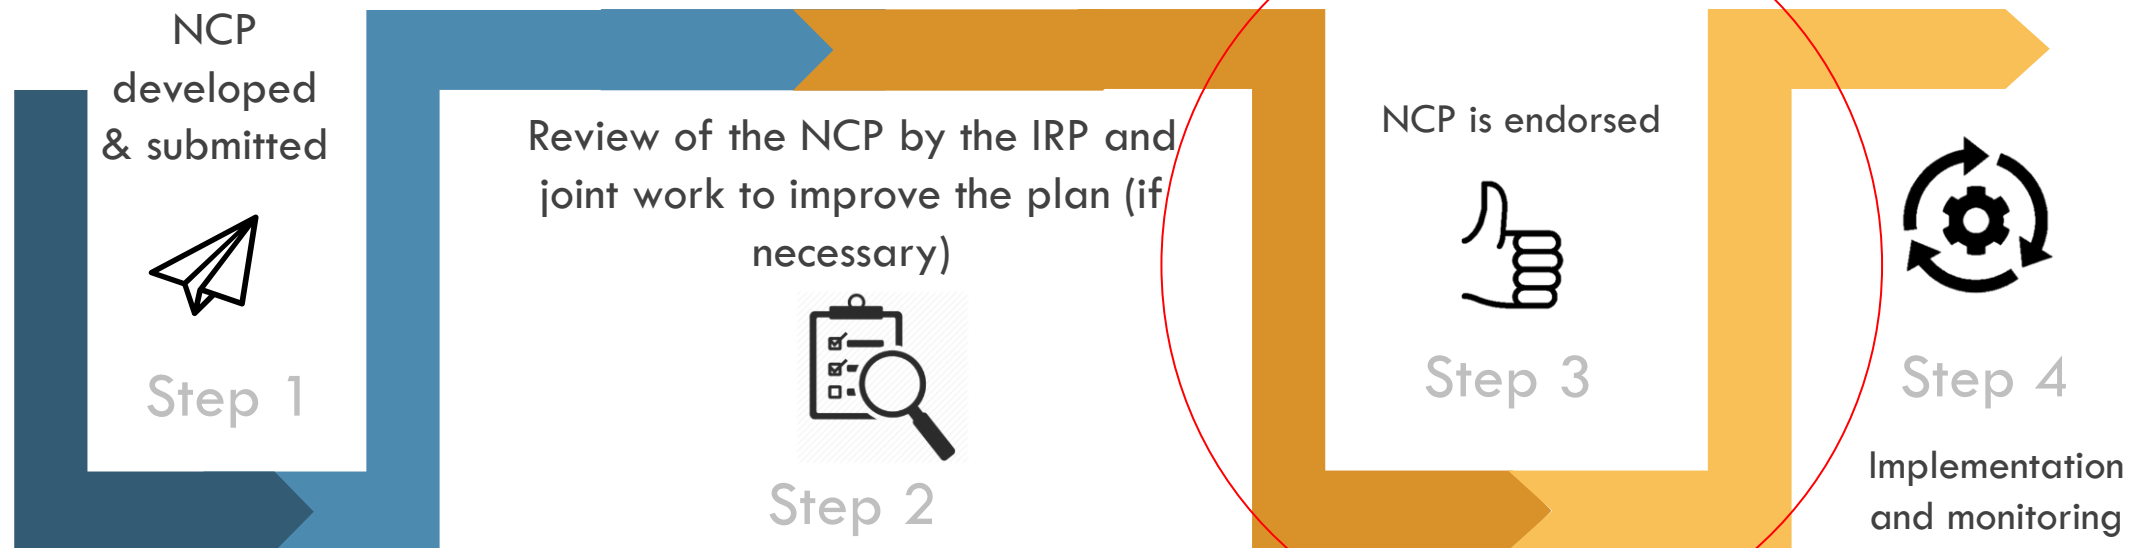 NCP
developed
& submitted
Step 1
Review of the NCP by the IRP and
joint work to improve the plan (if
necessary)
Step 2
NCP is endorsed
Step 3
Step 4
Implementation
and monitoring